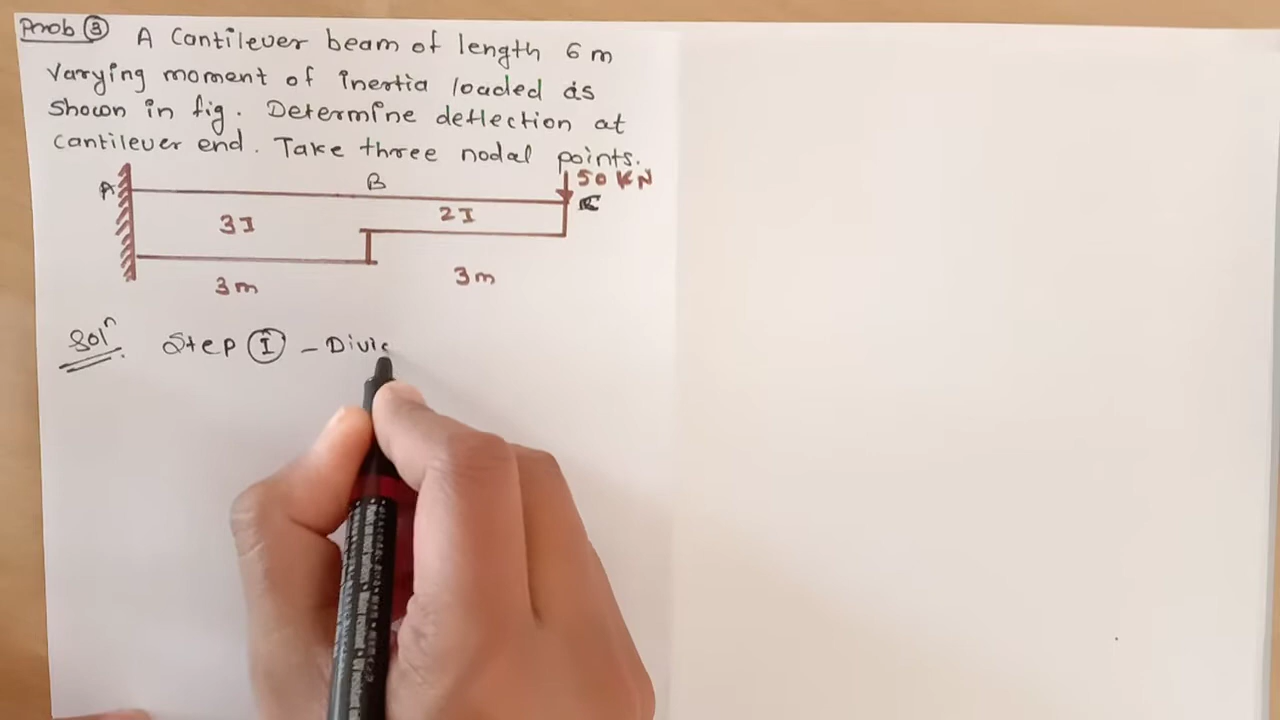 Prob ③ A Cantilever beam of length 6 m
Varying moment of inertia loaded as
Shown in fig. Determine deflection at
cantilever end. Take three nodal points.
A B 50 KN
C
3I 2I
3m 3m
Solⁿ Step Ⓘ - Divid